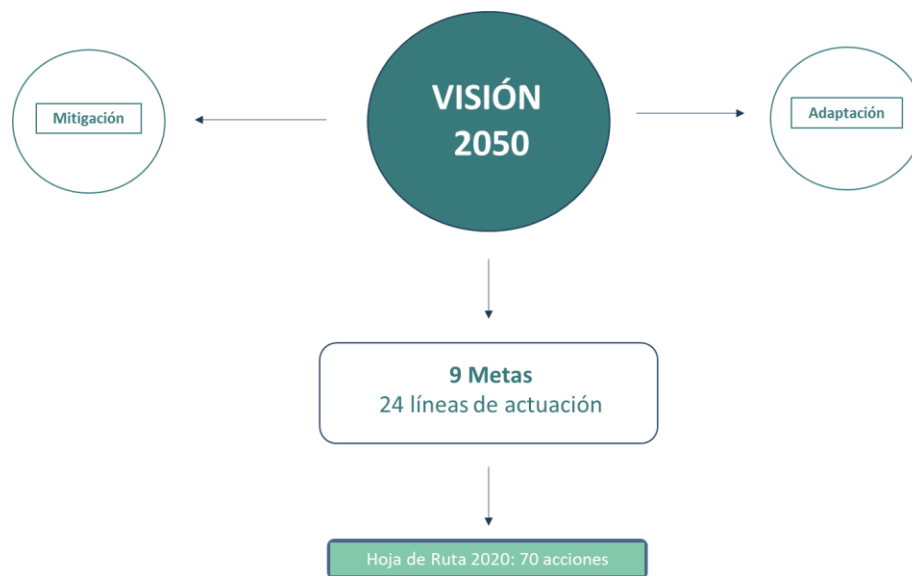 VISIÓN
2050
Mitigación
Adaptación
9 Metas
24 líneas de actuación
Hoja de Ruta 2020: 70 acciones